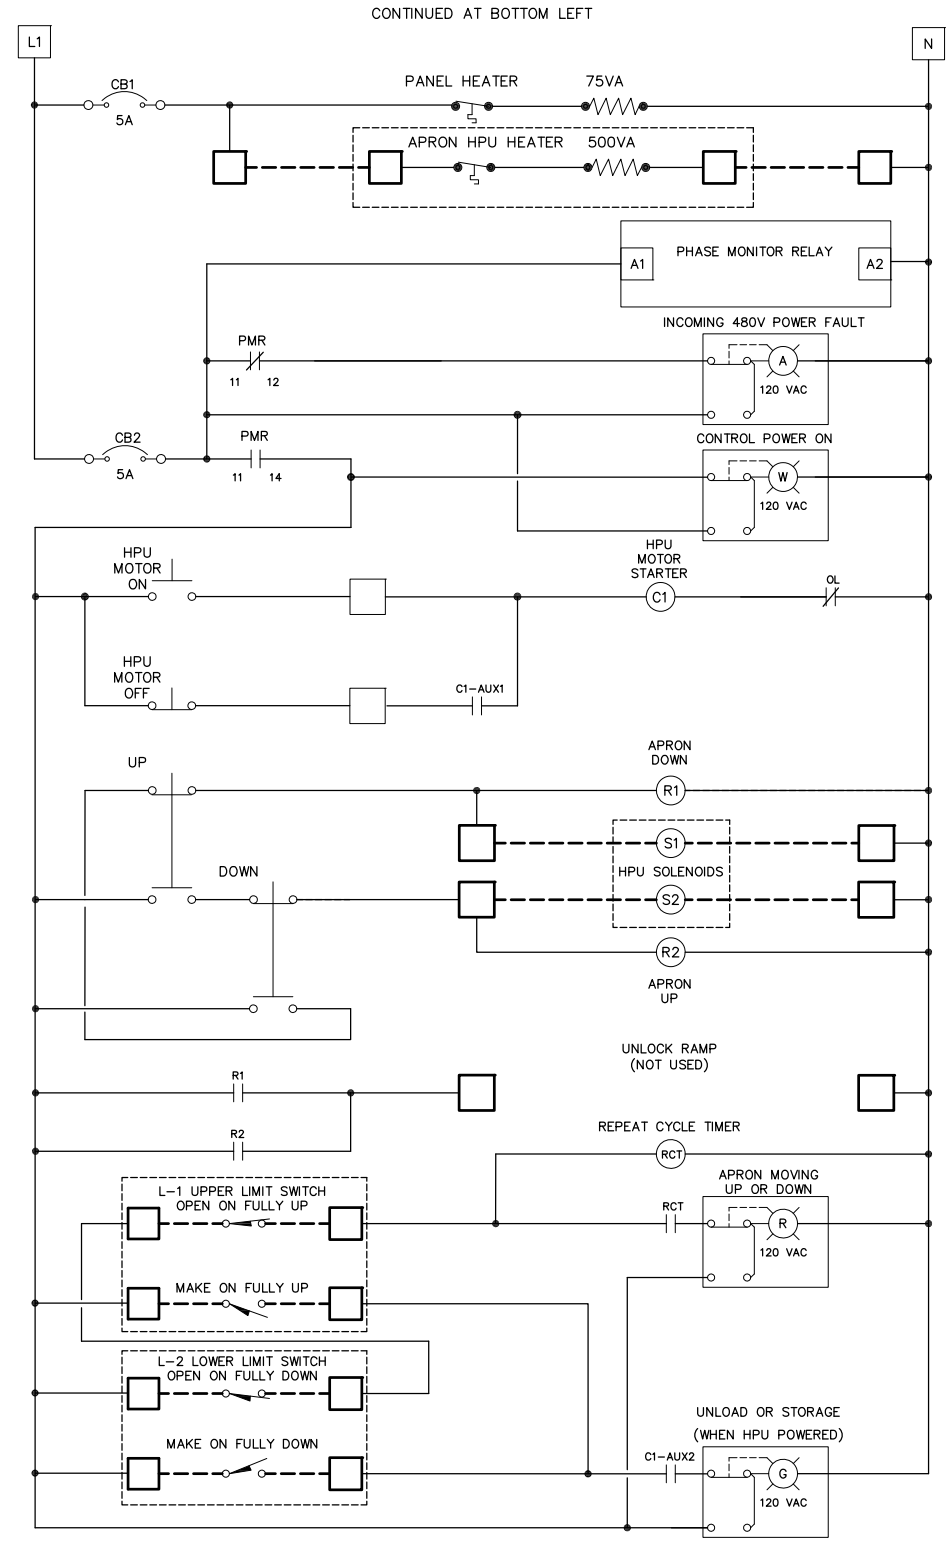 CONTINUED AT BOTTOM LEFT
L1
N
CB1
5A
PANEL HEATER
75VA
APRON HPU HEATER
500VA
A1
PHASE MONITOR RELAY
A2
INCOMING 480V POWER FAULT
PMR
11
12
A
120 VAC
CB2
5A
PMR
11
14
CONTROL POWER ON
W
120 VAC
HPU
MOTOR
ON
HPU
MOTOR
STARTER
C1
OL
HPU
MOTOR
OFF
C1-AUX1
UP
APRON
DOWN
R1
S1
DOWN
HPU SOLENOIDS
S2
R2
APRON
UP
UNLOCK RAMP
(NOT USED)
R1
R2
REPEAT CYCLE TIMER
RCT
L-1 UPPER LIMIT SWITCH
OPEN ON FULLY UP
APRON MOVING
UP OR DOWN
RCT
R
120 VAC
MAKE ON FULLY UP
L-2 LOWER LIMIT SWITCH
OPEN ON FULLY DOWN
MAKE ON FULLY DOWN
UNLOAD OR STORAGE
(WHEN HPU POWERED)
C1-AUX2
G
120 VAC